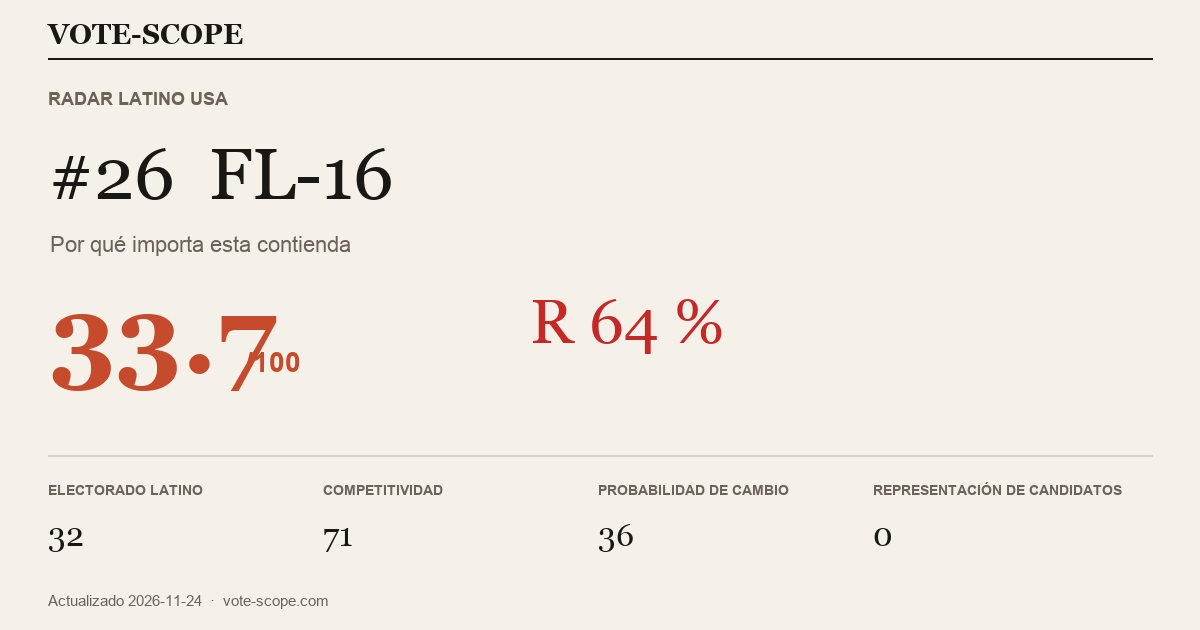 VOTE-SCOPE
RADAR LATINO USA
#26 FL-16
Por qué importa esta contienda
33.7/100
R 64 %
ELECTORADO LATINO
COMPETITIVIDAD
PROBABILIDAD DE CAMBIO
REPRESENTACIÓN DE CANDIDATOS
32
71
36
0
Actualizado 2026-11-24 · vote-scope.com